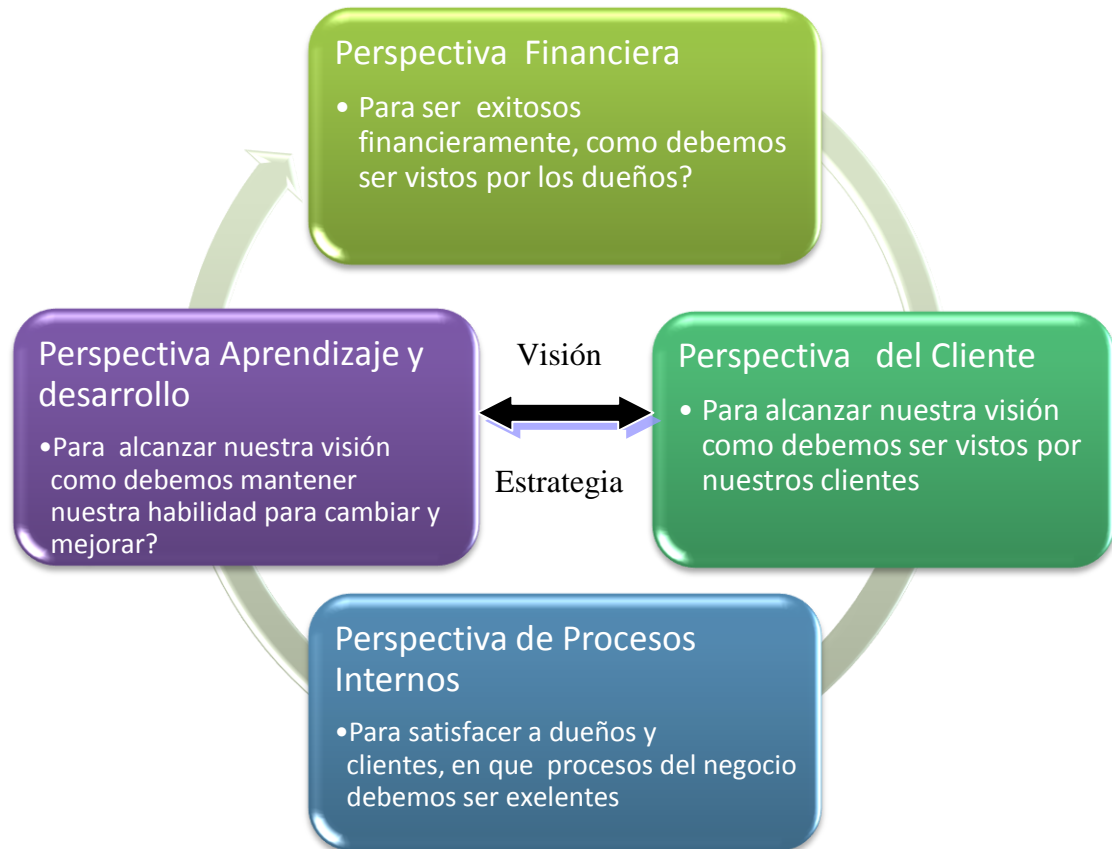 Perspectiva Financiera
• Para ser exitosos
financieramente, como debemos
ser vistos por los dueños?
Perspectiva Aprendizaje y
desarrollo
•Para alcanzar nuestra visión
como debemos mantener
nuestra habilidad para cambiar y
mejorar?
Visión
Estrategia
Perspectiva del Cliente
• Para alcanzar nuestra visión
como debemos ser vistos por
nuestros clientes
Perspectiva de Procesos
Internos
•Para satisfacer a dueños y
clientes, en que procesos del negocio
debemos ser exelentes